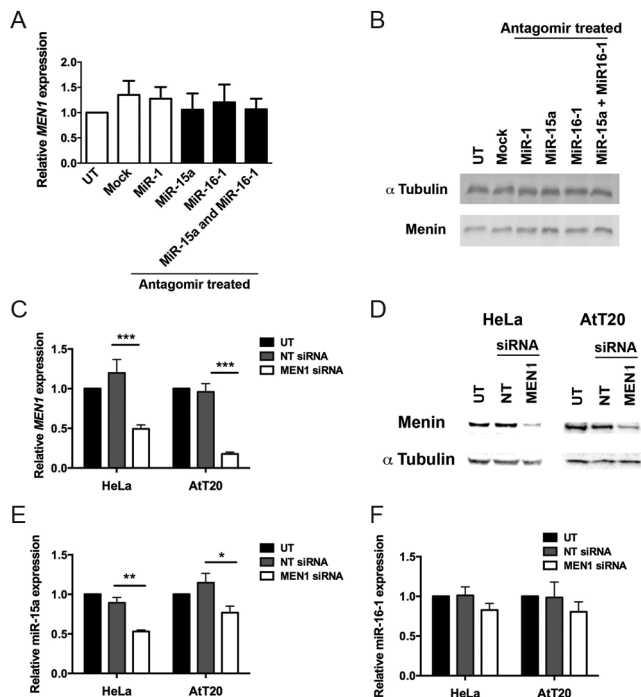 A
Relative MEN1 expression
2.0
1.5
1.0
0.5
0.0
UT
Mock
MiR-1
MiR-15a
MiR-16-1
MiR-15a and MiR-16-1
Antagomir treated
B
Antagomir treated
UT
Mock
MiR-1
MiR-15a
MiR-16-1
MiR-15a + MiR16-1
α Tubulin
Menin
C
Relative MEN1 expression
1.5
1.0
0.5
0.0
***
***
UT
NT siRNA
MEN1 siRNA
HeLa
AtT20
D
HeLa
AtT20
siRNA
siRNA
UT
NT
MEN1
UT
NT
MEN1
Menin
α Tubulin
E
Relative miR-15a expression
1.5
1.0
0.5
0.0
**
*
UT
NT siRNA
MEN1 siRNA
HeLa
AtT20
F
Relative miR-16-1 expression
1.5
1.0
0.5
0.0
UT
NT siRNA
MEN1 siRNA
HeLa
AtT20